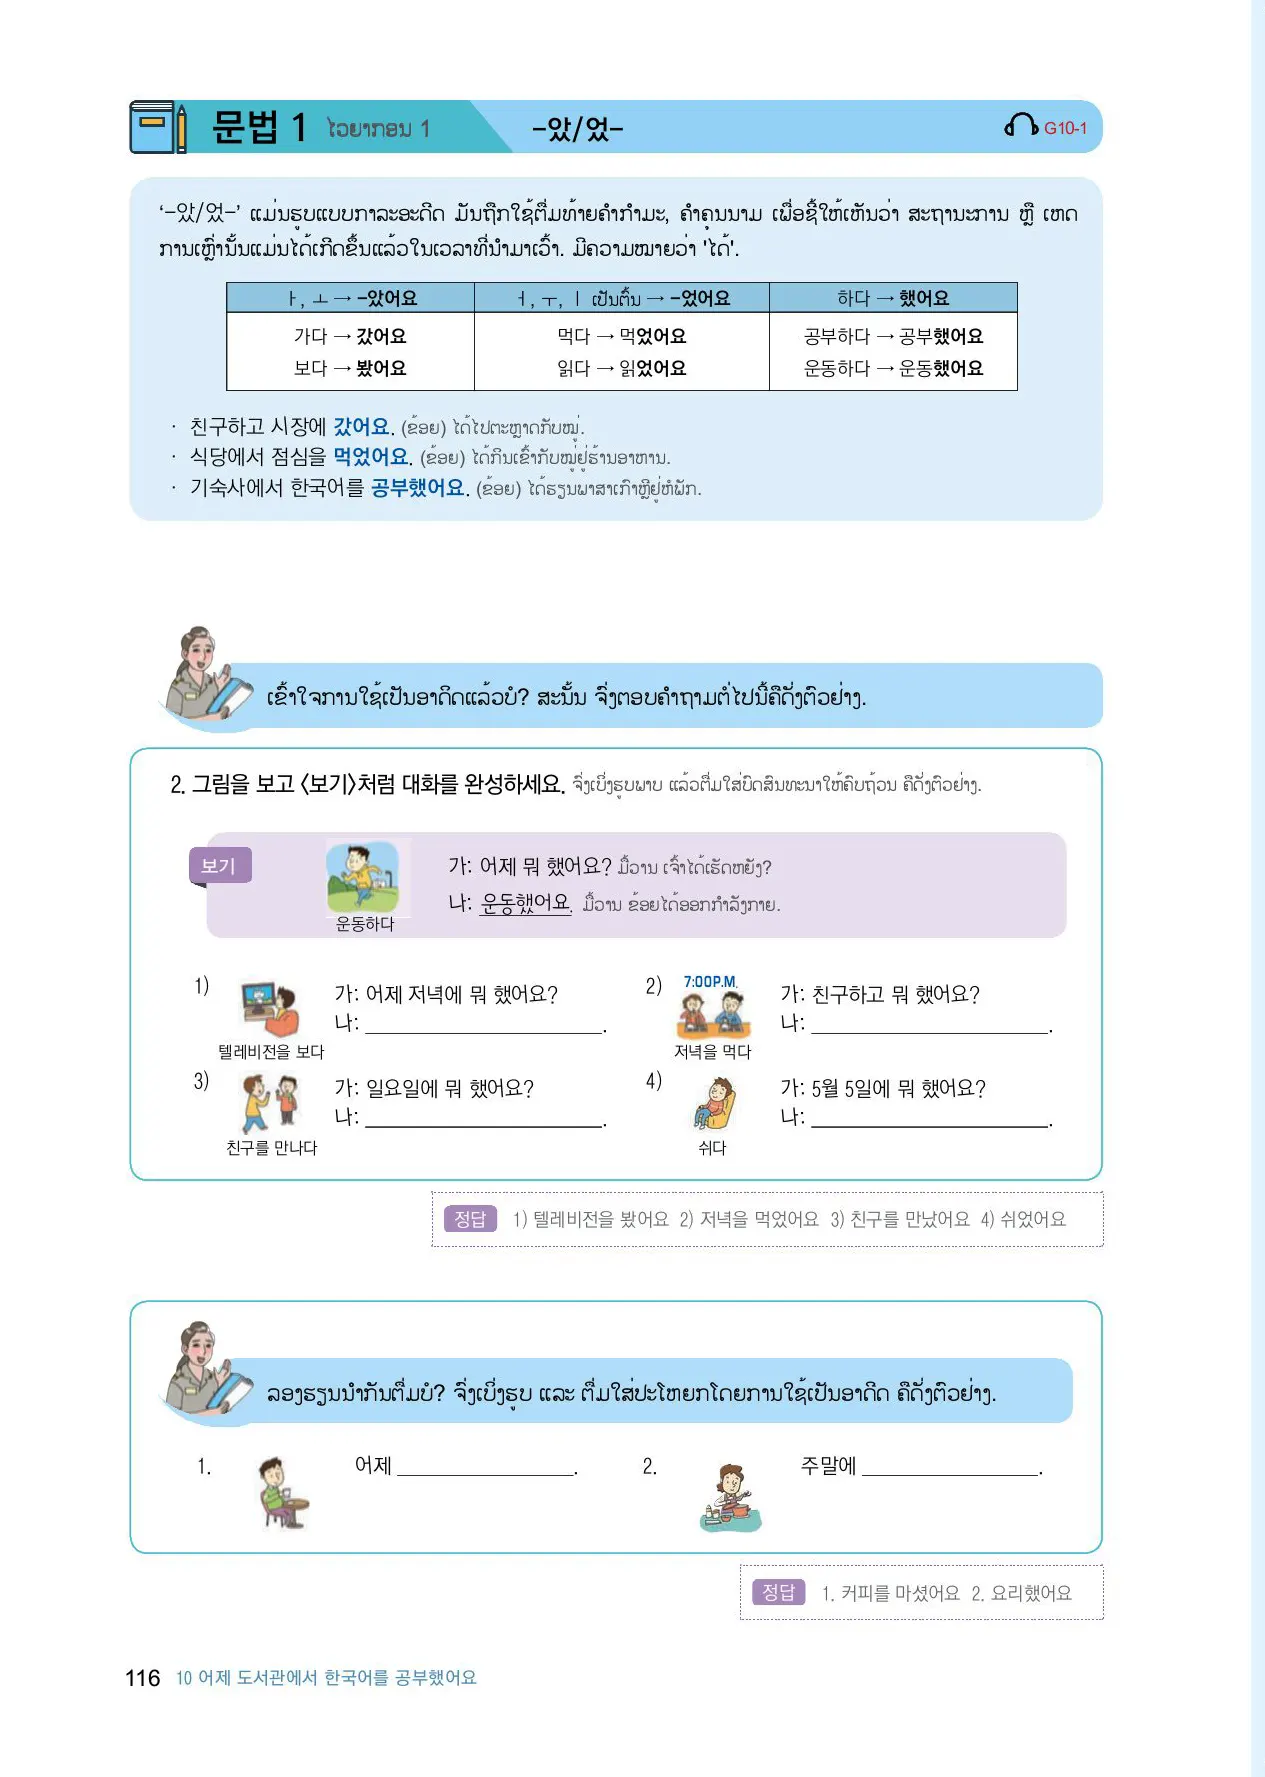 문법 1 ໄວຍາກອນ 1 -았/었- G10-1
‘-았/었-’ ແມ່ນຮູບແບບກາລະອະດີດ ມັນຖືກໃຊ້ຕື່ມທ້າຍຄຳກຳມະ, ຄຳຄຸນນາມ ເພື່ອຊີ້ໃຫ້ເຫັນວ່າ ສະຖານະການ ຫຼື ເຫດ
ການເຫຼົ່ານັ້ນແມ່ນໄດ້ເກີດຂຶ້ນແລ້ວໃນເວລາທີ່ນຳມາເວົ້າ. ມີຄວາມໝາຍວ່າ 'ໄດ້'.
ㅏ, ㅗ → -았어요 ㅓ, ㅜ, ㅣ ເປັນຕົ້ນ → -었어요 하다 → 했어요
가다 → 갔어요 먹다 → 먹었어요 공부하다 → 공부했어요
보다 → 봤어요 읽다 → 읽었어요 운동하다 → 운동했어요
· 친구하고 시장에 갔어요. (ຂ້ອຍ) ໄດ້ໄປຕະຫຼາດກັບໝູ່.
· 식당에서 점심을 먹었어요. (ຂ້ອຍ) ໄດ້ກິນເຂົ້າກັບໝູ່ຢູ່ຮ້ານອາຫານ.
· 기숙사에서 한국어를 공부했어요. (ຂ້ອຍ) ໄດ້ຮຽນພາສາເກົາຫຼີຢູ່ຫໍພັກ.
ເຂົ້າໃຈການໃຊ້ເປັນອາດິດແລ້ວບໍ? ສະນັ້ນ ຈົ່ງຕອບຄຳຖາມຕໍ່ໄປນີ້ຄືດັ່ງຕົວຢ່າງ.
2. 그림을 보고 〈보기〉처럼 대화를 완성하세요. ຈົ່ງເບິ່ງຮູບພາບ ແລ້ວຕື່ມໃສ່ບົດສົນທະນາໃຫ້ຄົບຖ້ວນ ຄືດັ່ງຕົວຢ່າງ.
보기
가: 어제 뭐 했어요? ມື້ວານ ເຈົ້າໄດ້ເຮັດຫຍັງ?
나: 운동했어요. ມື້ວານ ຂ້ອຍໄດ້ອອກກຳລັງກາຍ.
운동하다
1) 가: 어제 저녁에 뭐 했어요?
나: ____________.
텔레비전을 보다
2) 7:00P.M. 가: 친구하고 뭐 했어요?
나: ____________.
저녁을 먹다
3) 가: 일요일에 뭐 했어요?
나: ____________.
친구를 만나다
4) 가: 5월 5일에 뭐 했어요?
나: ____________.
쉬다
정답 1) 텔레비전을 봤어요 2) 저녁을 먹었어요 3) 친구를 만났어요 4) 쉬었어요
ລອງຮຽນນຳກັນຕື່ມບໍ? ຈົ່ງເບິ່ງຮູບ ແລະ ຕື່ມໃສ່ປະໂຫຍກໂດຍການໃຊ້ເປັນອາດີດ ຄືດັ່ງຕົວຢ່າງ.
1. 어제 ____________. 2. 주말에 ____________.
정답 1. 커피를 마셨어요 2. 요리했어요
116 10 어제 도서관에서 한국어를 공부했어요